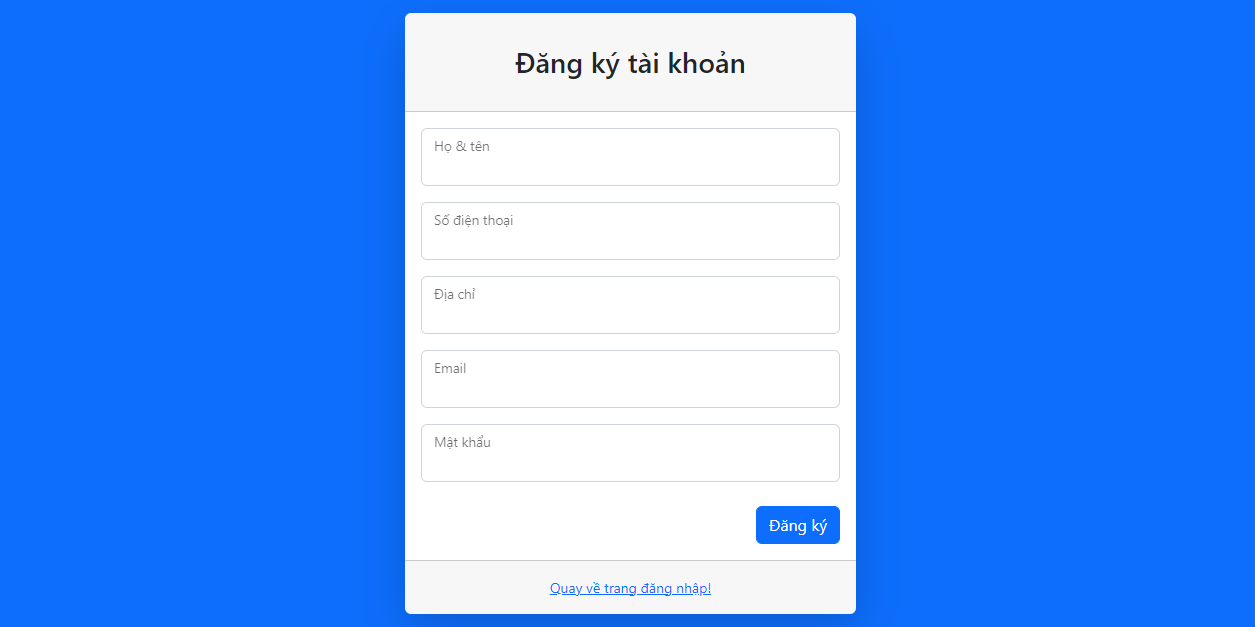 Đăng ký tài khoản
Họ & tên
Số điện thoại
Địa chỉ
Email
Mật khẩu
Đăng ký
Quay về trang đăng nhập!